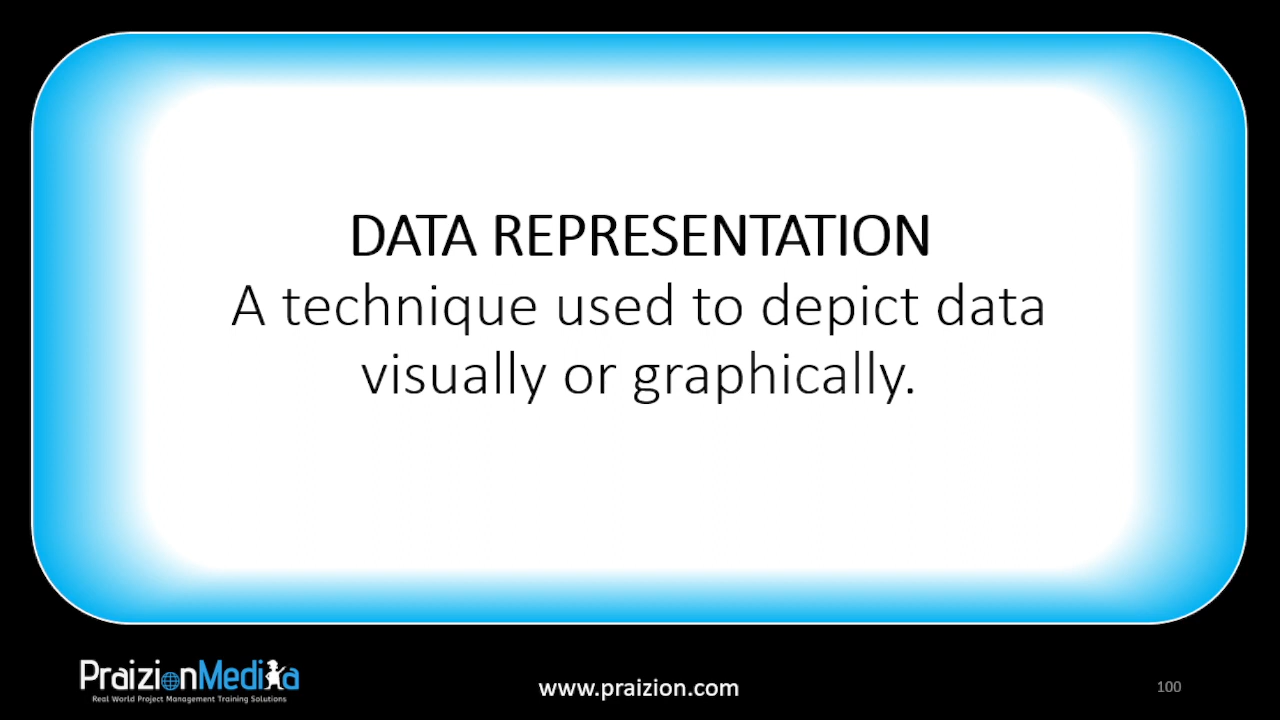 DATA REPRESENTATION
A technique used to depict data
visually or graphically.
PraizionMedia
Real World Project Management Training Solutions
www.praizion.com
100